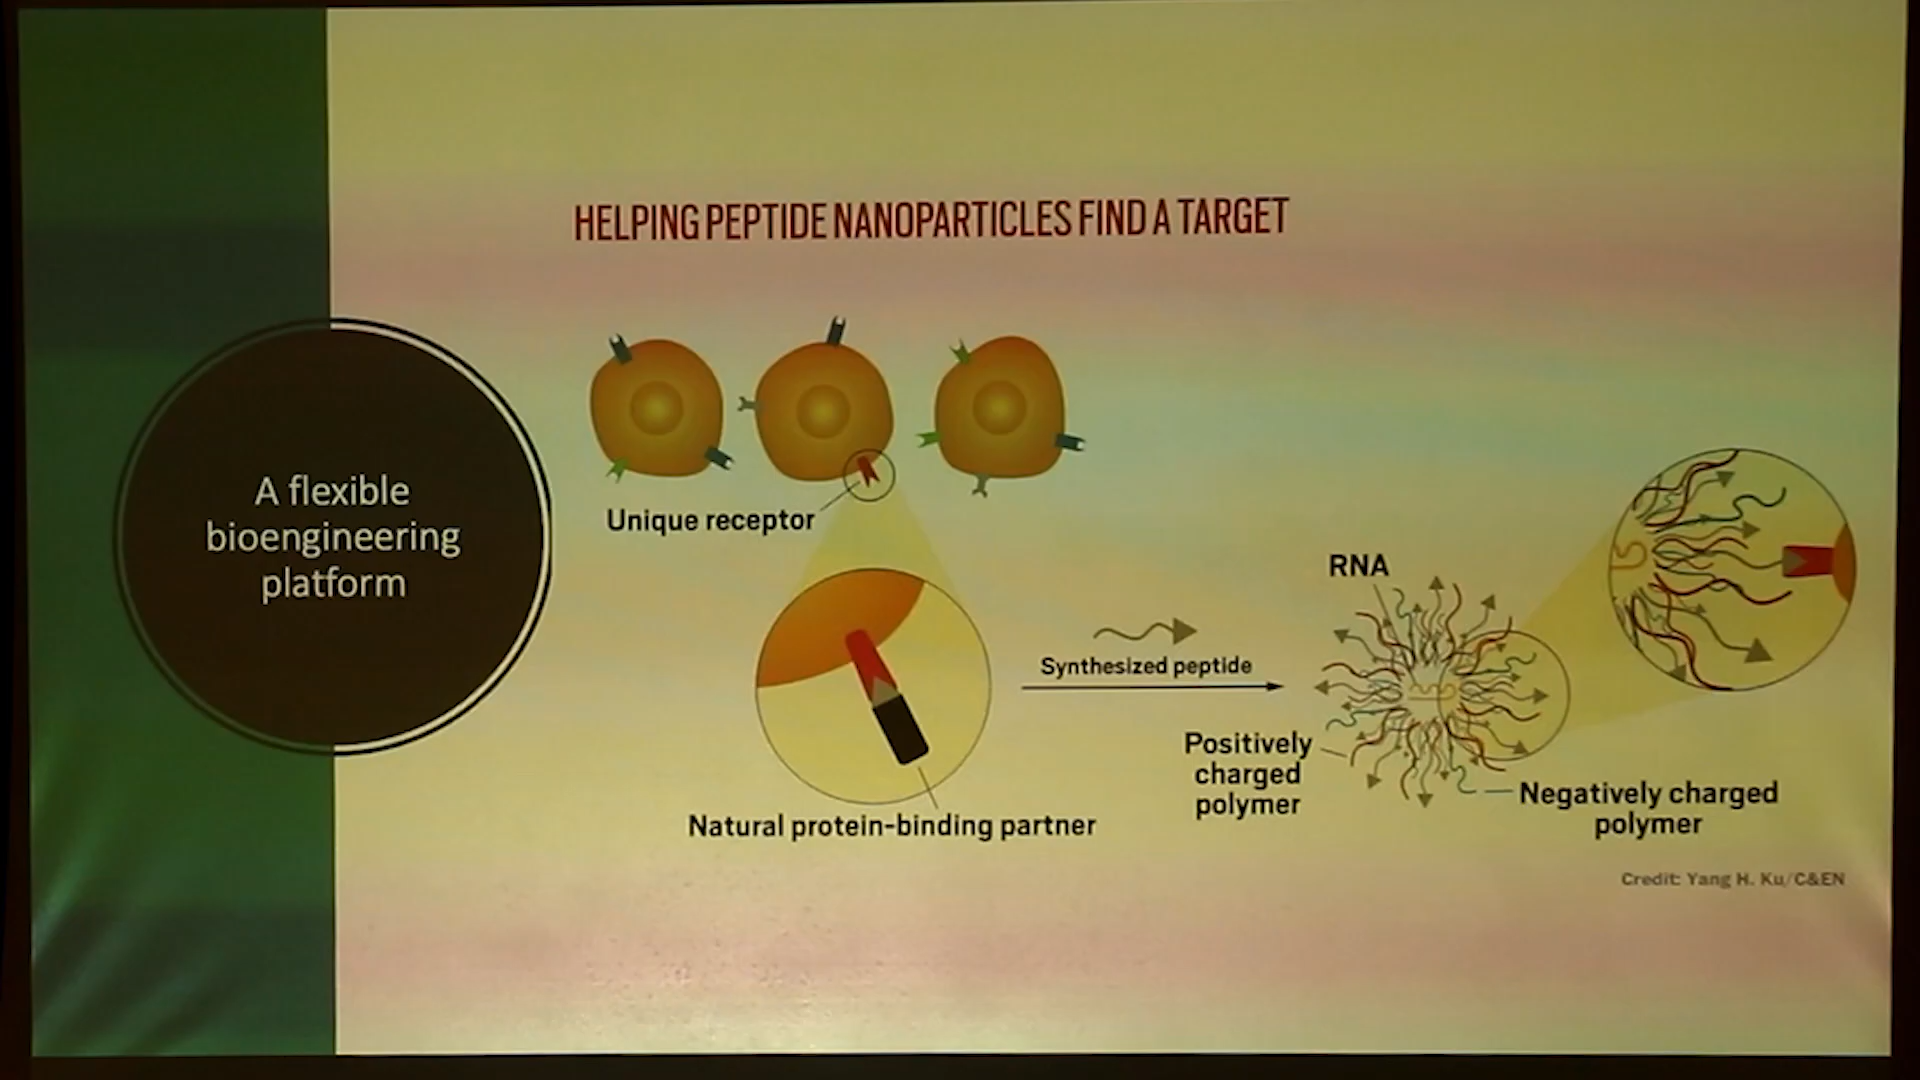 HELPING PEPTIDE NANOPARTICLES FIND A TARGET
A flexible
bioengineering
platform
Unique receptor
Natural protein-binding partner
Synthesized peptide
RNA
Positively
charged
polymer
Negatively charged
polymer
Credit: Yang H. Ku/C&EN